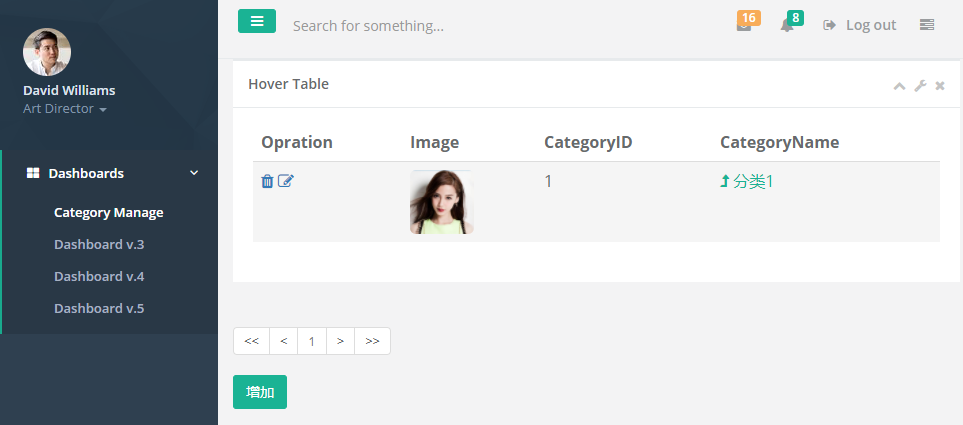 David Williams
Art Director
Dashboards
Category Manage
Dashboard v.3
Dashboard v.4
Dashboard v.5
Search for something...
16
8
Log out
Hover Table
Opration Image CategoryID CategoryName
1 分类1
<< < 1 > >>
增加